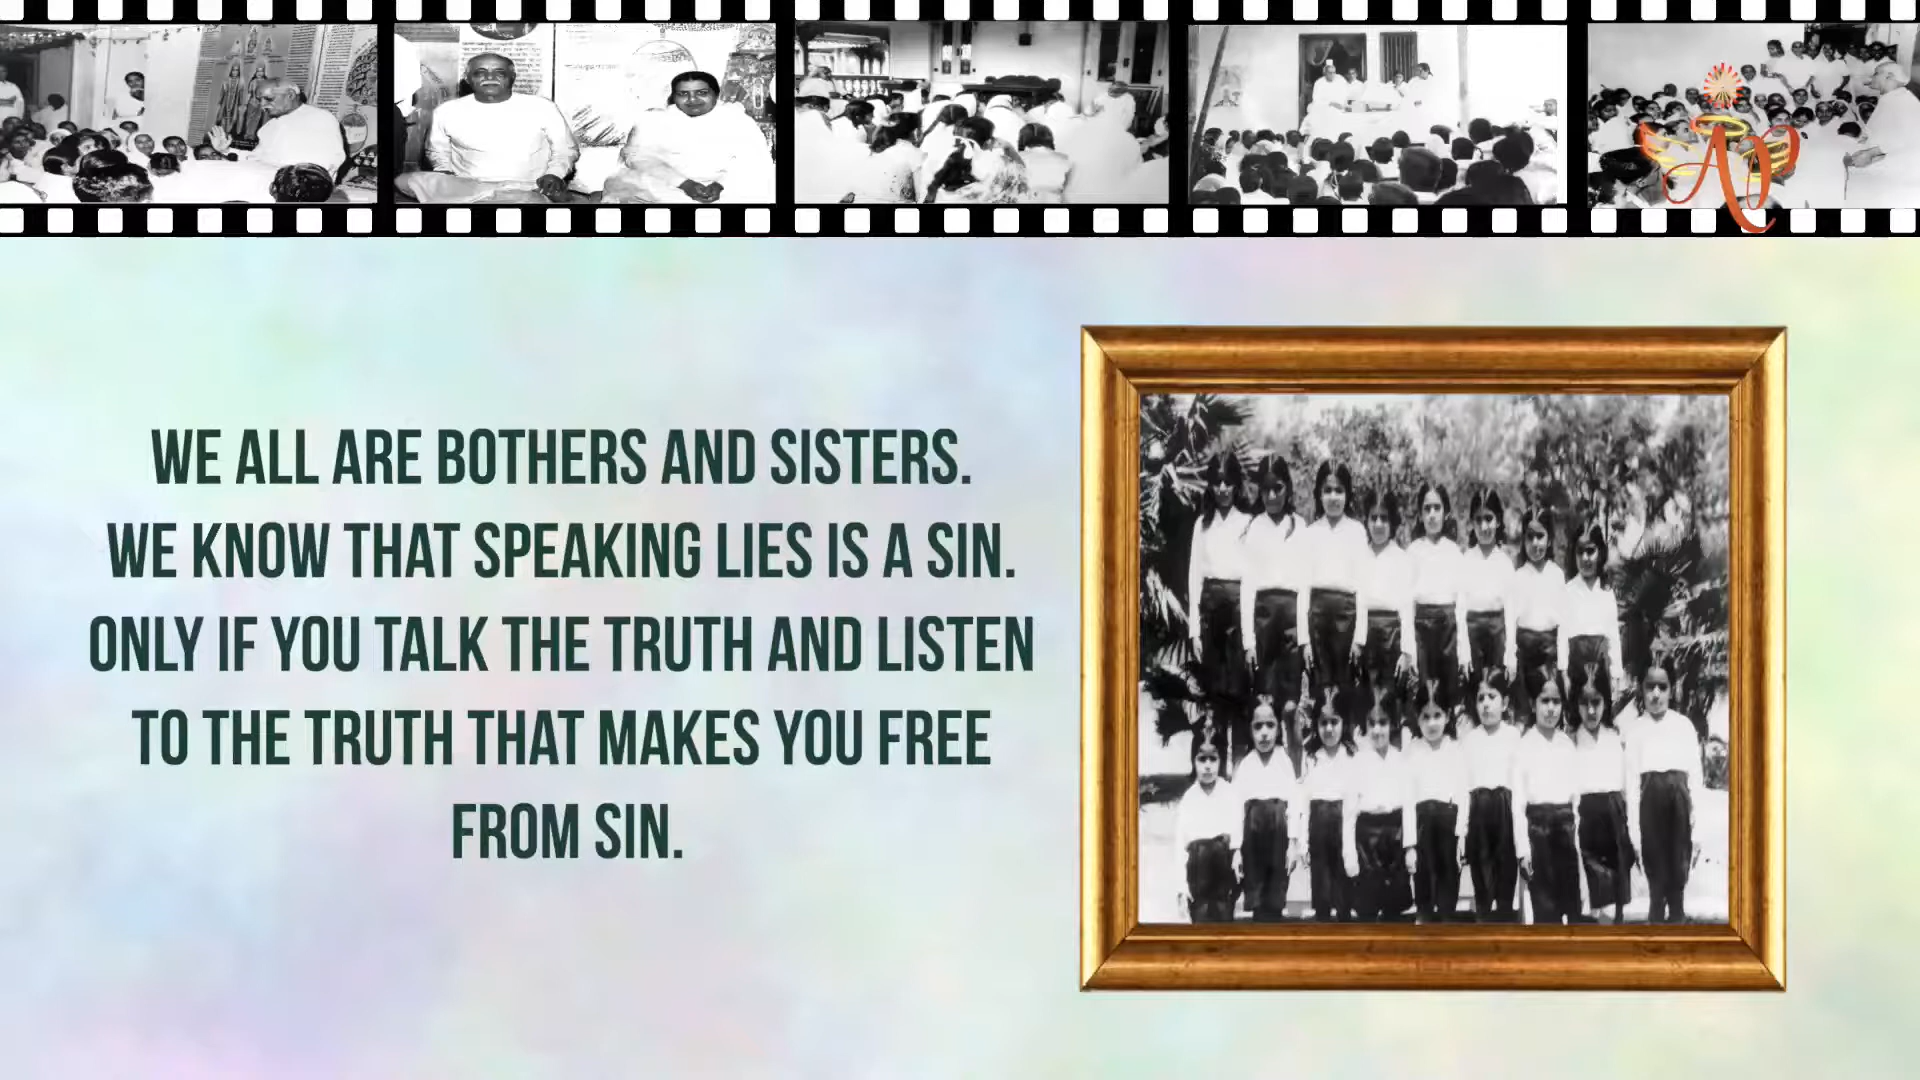 WE ALL ARE BOTHERS AND SISTERS.
WE KNOW THAT SPEAKING LIES IS A SIN.
ONLY IF YOU TALK THE TRUTH AND LISTEN
TO THE TRUTH THAT MAKES YOU FREE
FROM SIN.